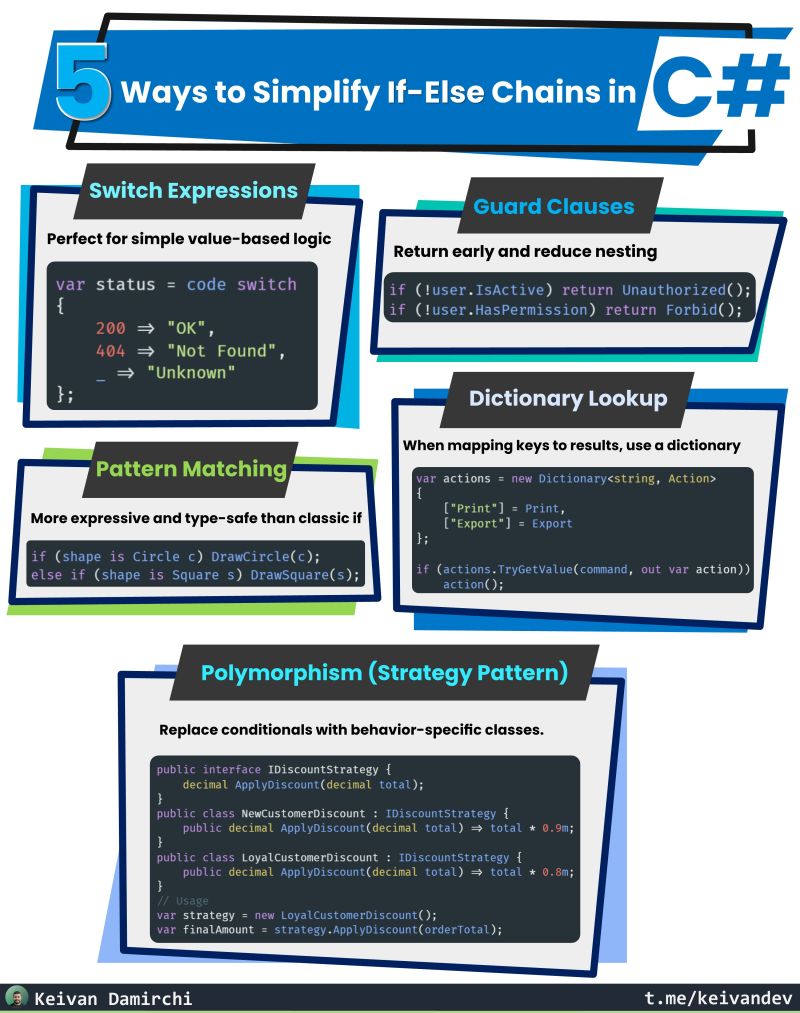 5 Ways to Simplify If-Else Chains in C#
Switch Expressions
Perfect for simple value-based logic
var status = code switch
{
    200 => "OK",
    404 => "Not Found",
    _ => "Unknown"
};
Guard Clauses
Return early and reduce nesting
if (!user.IsActive) return Unauthorized();
if (!user.HasPermission) return Forbid();
Pattern Matching
More expressive and type-safe than classic if
if (shape is Circle c) DrawCircle(c);
else if (shape is Square s) DrawSquare(s);
Dictionary Lookup
When mapping keys to results, use a dictionary
var actions = new Dictionary<string, Action>
{
    ["Print"] = Print,
    ["Export"] = Export
};
if (actions.TryGetValue(command, out var action))
    action();
Polymorphism (Strategy Pattern)
Replace conditionals with behavior-specific classes.
public interface IDiscountStrategy {
    decimal ApplyDiscount(decimal total);
}
public class NewCustomerDiscount : IDiscountStrategy {
    public decimal ApplyDiscount(decimal total) => total * 0.9m;
}
public class LoyalCustomerDiscount : IDiscountStrategy {
    public decimal ApplyDiscount(decimal total) => total * 0.8m;
}
// Usage
var strategy = new LoyalCustomerDiscount();
var finalAmount = strategy.ApplyDiscount(orderTotal);
Keivan Damirchi
t.me/keivandev